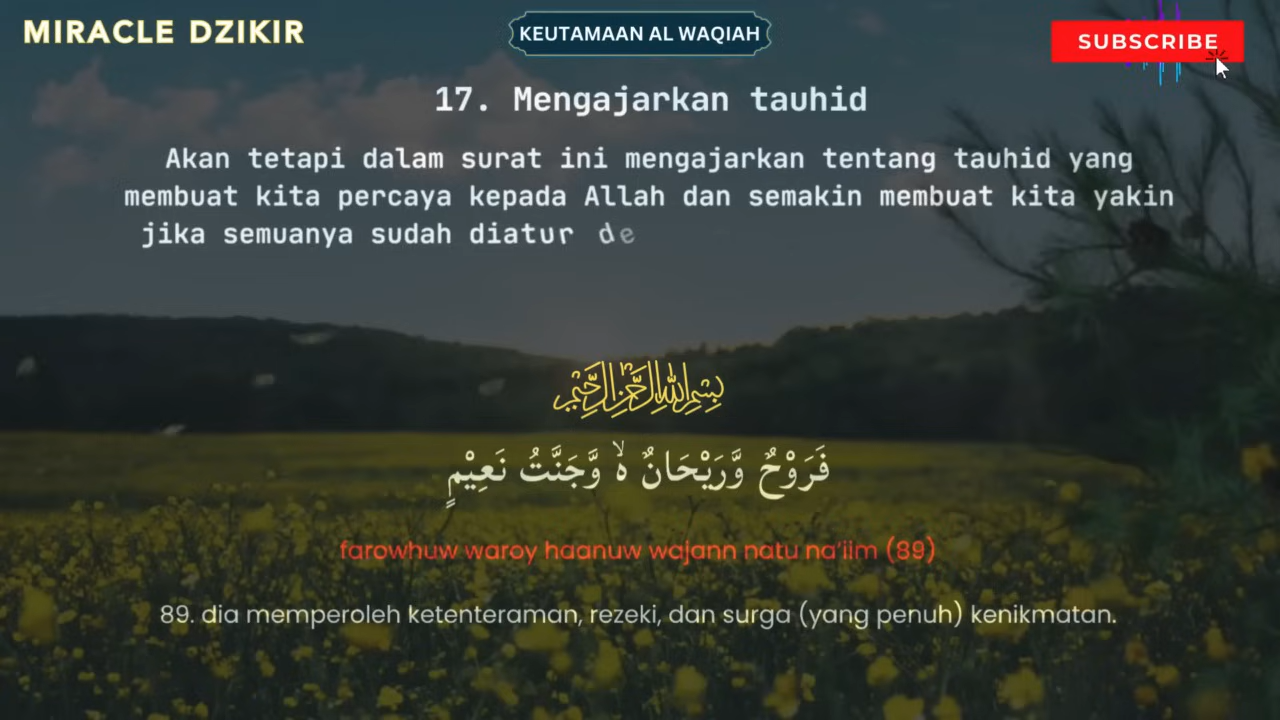 MIRACLE DZIKIR
KEUTAMAAN AL WAQIAH
SUBSCRIBE
17. Mengajarkan tauhid
Akan tetapi dalam surat ini mengajarkan tentang tauhid yang
membuat kita percaya kepada Allah dan semakin membuat kita yakin
jika semuanya sudah diatur de
بِسْمِ اللهِ الرَّحْمٰنِ الرَّحِيْمِ
فَرَوْحٌ وَّرَيْحَانٌ ەۙ وَّجَنَّتُ نَعِيْمٍ
farowhuw waroy haanuw wajann natu na'iim (89)
89. dia memperoleh ketenteraman, rezeki, dan surga (yang penuh) kenikmatan.